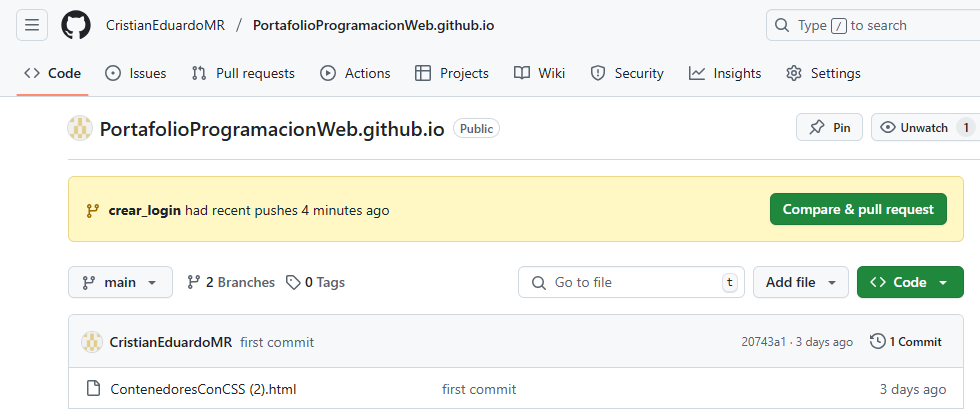 CristianEduardoMR / PortafolioProgramacionWeb.github.io Type / to search
Code Issues Pull requests Actions Projects Wiki Security Insights Settings
PortafolioProgramacionWeb.github.io Public Pin Unwatch 1
crear_login had recent pushes 4 minutes ago Compare & pull request
main 2 Branches 0 Tags Go to file t Add file Code
CristianEduardoMR first commit 20743a1 · 3 days ago 1 Commit
ContenedoresConCSS (2).html first commit 3 days ago